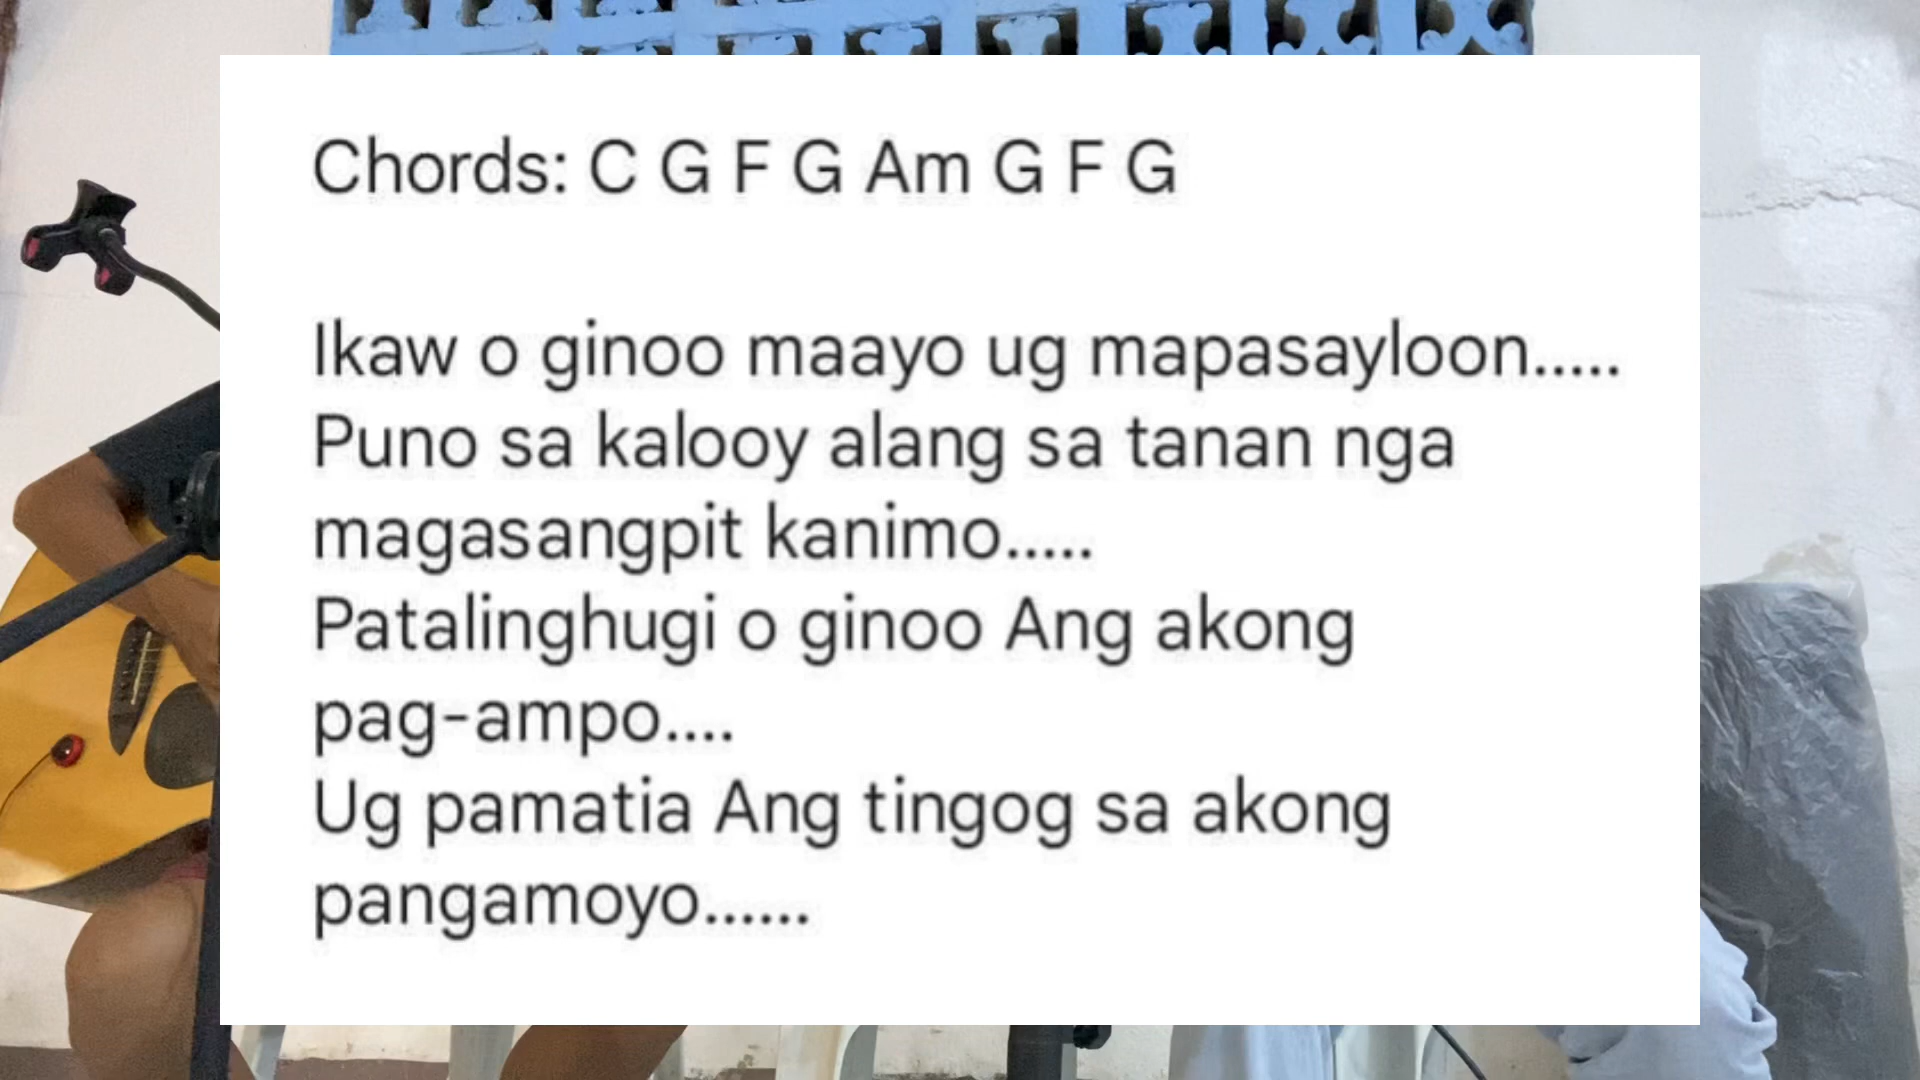 Chords: C G F G Am G F G
Ikaw o ginoo maayo ug mapasayloon.....
Puno sa kalooy alang sa tanan nga
magasangpit kanimo.....
Patalinghugi o ginoo Ang akong
pag-ampo....
Ug pamatia Ang tingog sa akong
pangamoyo......